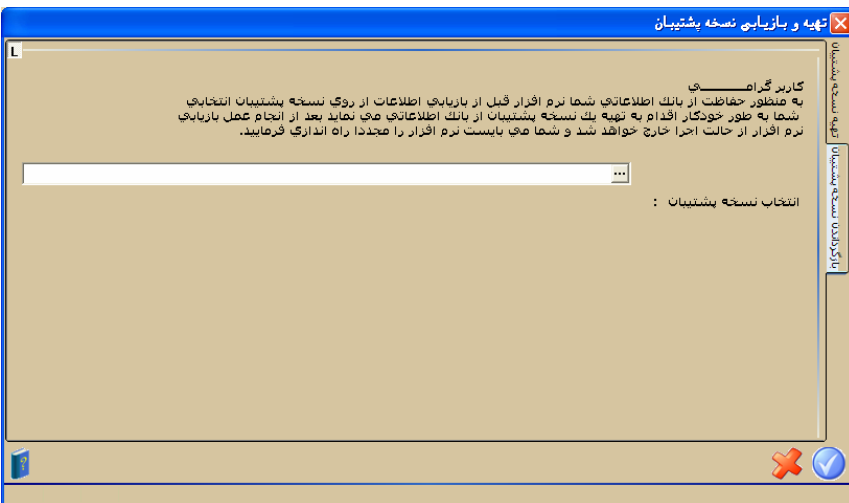 تهیه و بازیابی نسخه پشتیبان
L
تهیه نسخه پشتیبان
بازگرداندن نسخه پشتیبان
کاربر گرامــــــــــي
به منظور حفاظت از بانك اطلاعاتي شما نرم افزار قبل از بازيابي اطلاعات از روي نسخه پشتيبان انتخابي
شما به طور خودکار اقدام به تهيه يك نسخه پشتيبان از بانك اطلاعاتي مي نمايد بعد از انجام عمل بازيابي
نرم افزار از حالت اجرا خارج خواهد شد و شما مي بايست نرم افزار را مجددا راه اندازي فرماييد.
...
انتخاب نسخه پشتيبان :
?